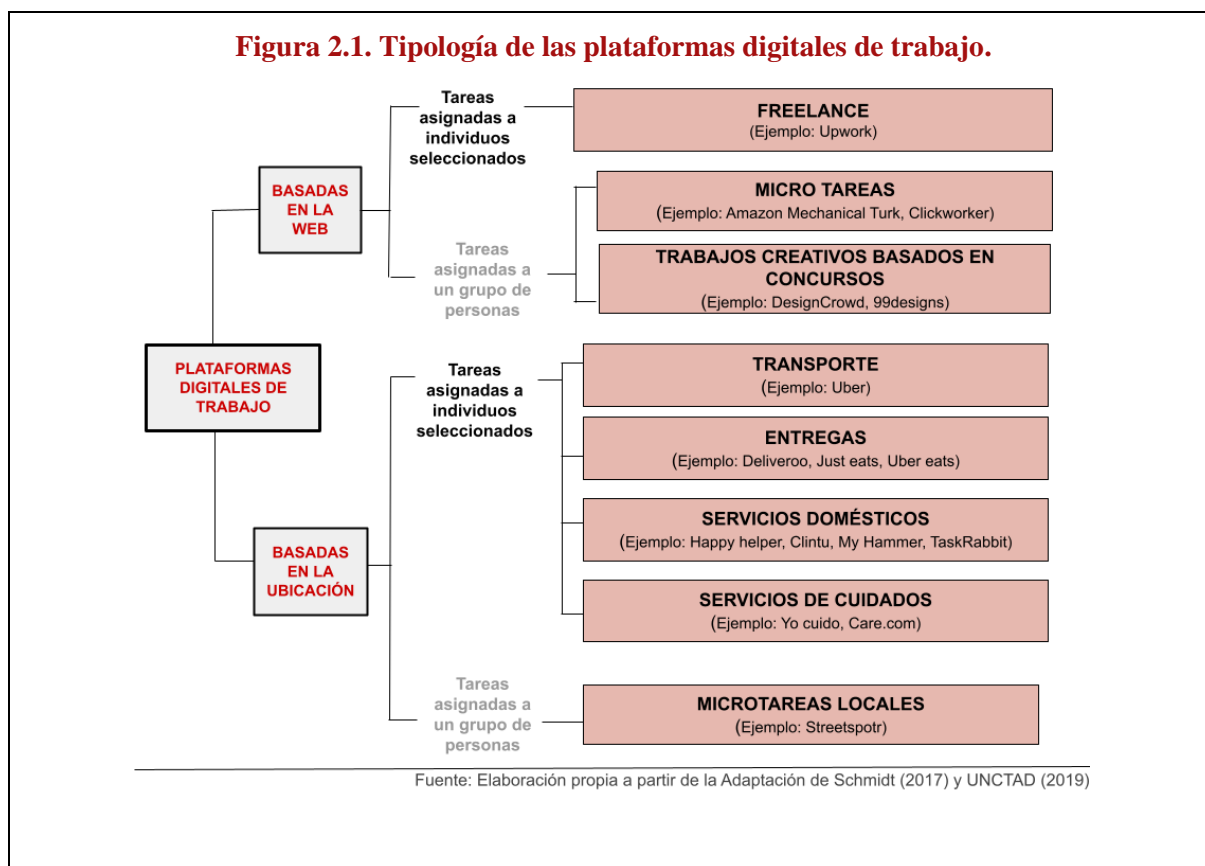 Figura 2.1. Tipología de las plataformas digitales de trabajo.
PLATAFORMAS
DIGITALES DE
TRABAJO
BASADAS
EN LA
WEB
Tareas
asignadas a
individuos
seleccionados
FREELANCE
(Ejemplo: Upwork)
Tareas
asignadas a
un grupo de
personas
MICRO TAREAS
(Ejemplo: Amazon Mechanical Turk, Clickworker)
TRABAJOS CREATIVOS BASADOS EN
CONCURSOS
(Ejemplo: DesignCrowd, 99designs)
BASADAS
EN LA
UBICACIÓN
Tareas
asignadas a
individuos
seleccionados
TRANSPORTE
(Ejemplo: Uber)
ENTREGAS
(Ejemplo: Deliveroo, Just eats, Uber eats)
SERVICIOS DOMÉSTICOS
(Ejemplo: Happy helper, Clintu, My Hammer, TaskRabbit)
SERVICIOS DE CUIDADOS
(Ejemplo: Yo cuido, Care.com)
Tareas
asignadas a
un grupo de
personas
MICROTAREAS LOCALES
(Ejemplo: Streetspotr)
Fuente: Elaboración propia a partir de la Adaptación de Schmidt (2017) y UNCTAD (2019)